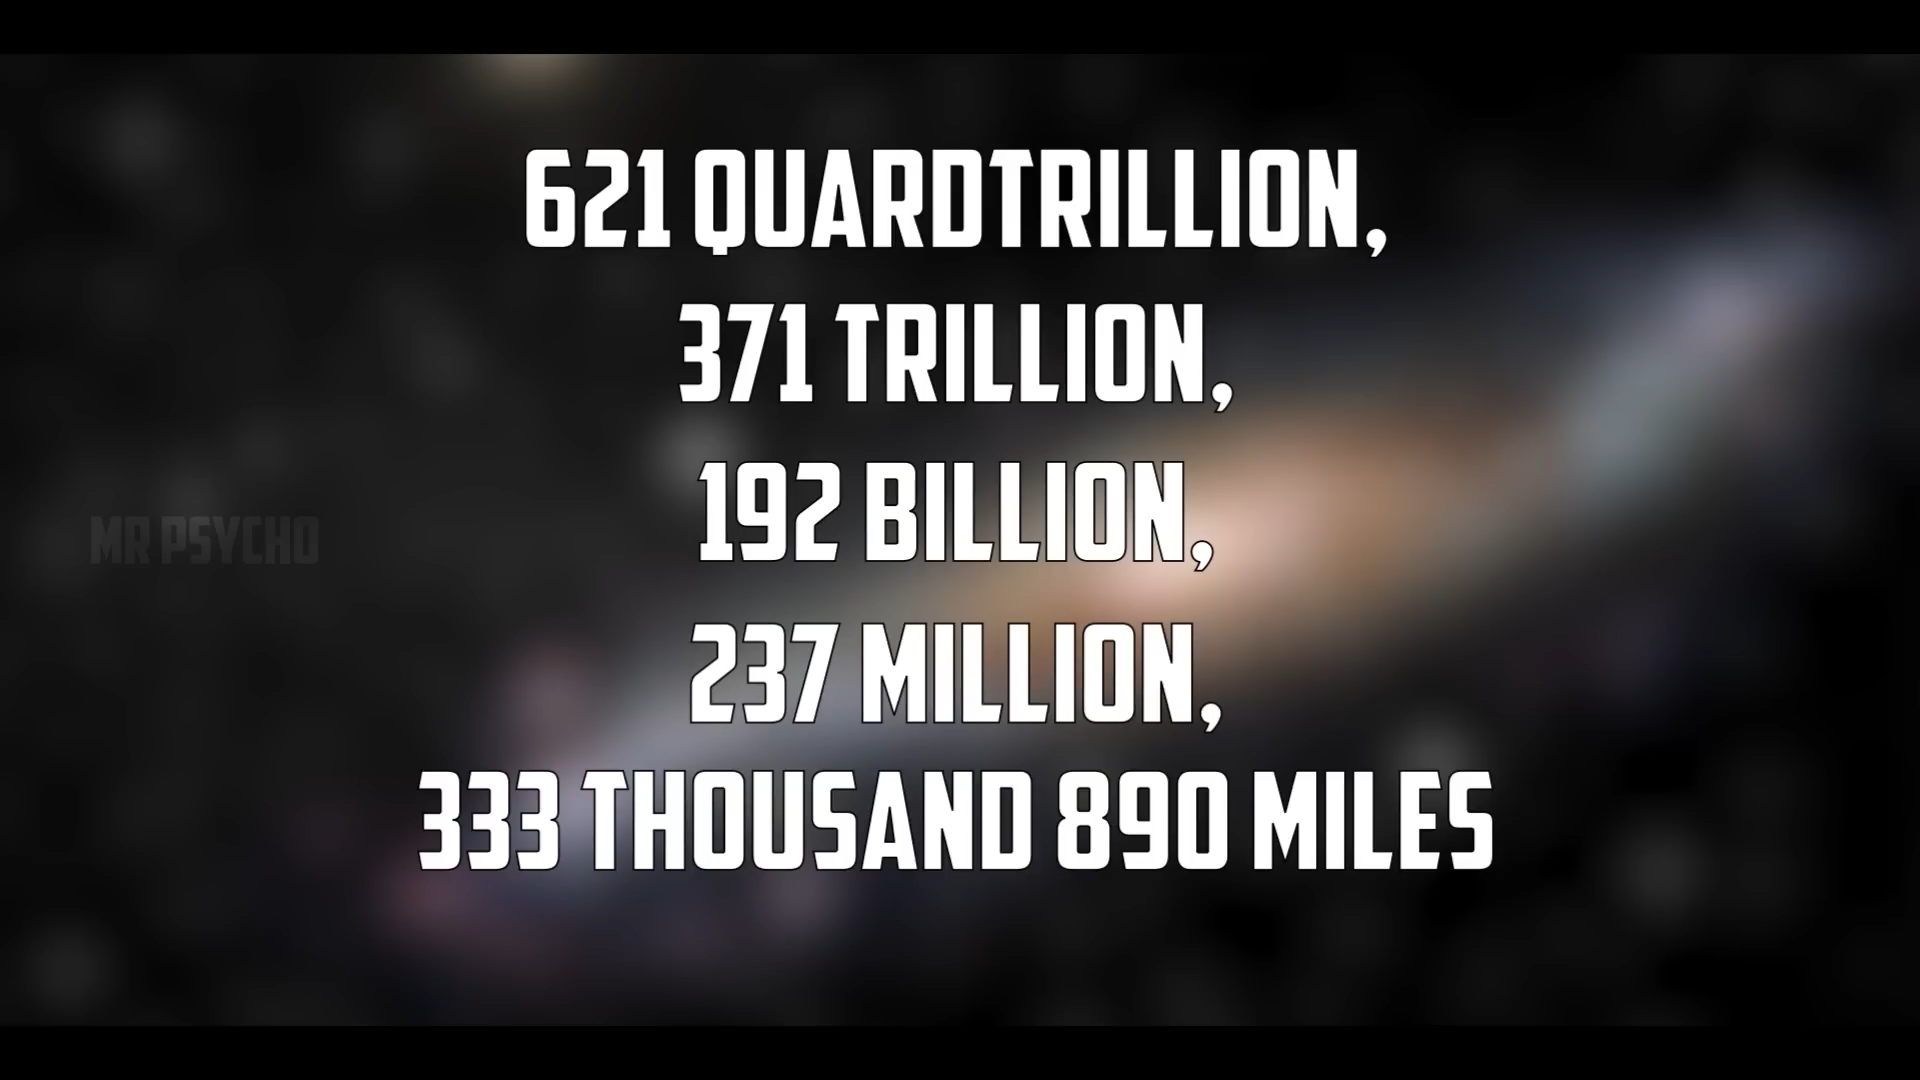 621 QUARDTRILLION,
371 TRILLION,
192 BILLION,
MR PSYCHO
237 MILLION,
333 THOUSAND 890 MILES